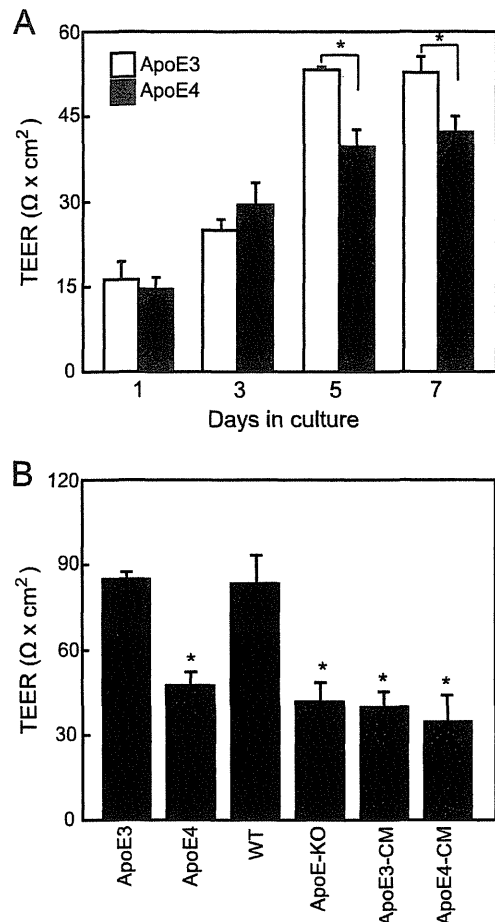 A
60
45
30
15
0
TEER (Ω x cm²)
ApoE3
ApoE4
*
*
1 3 5 7
Days in culture
B
120
90
60
30
0
TEER (Ω x cm²)
*
*
*
*
ApoE3
ApoE4
WT
ApoE-KO
ApoE3-CM
ApoE4-CM